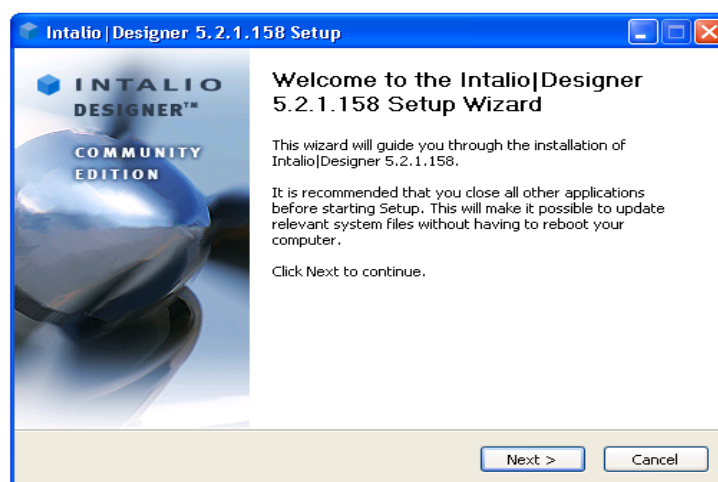 Intalio|Designer 5.2.1.158 Setup
INTALIO
DESIGNER™
COMMUNITY
EDITION
Welcome to the Intalio|Designer
5.2.1.158 Setup Wizard
This wizard will guide you through the installation of
Intalio|Designer 5.2.1.158.
It is recommended that you close all other applications
before starting Setup. This will make it possible to update
relevant system files without having to reboot your
computer.
Click Next to continue.
Next >
Cancel